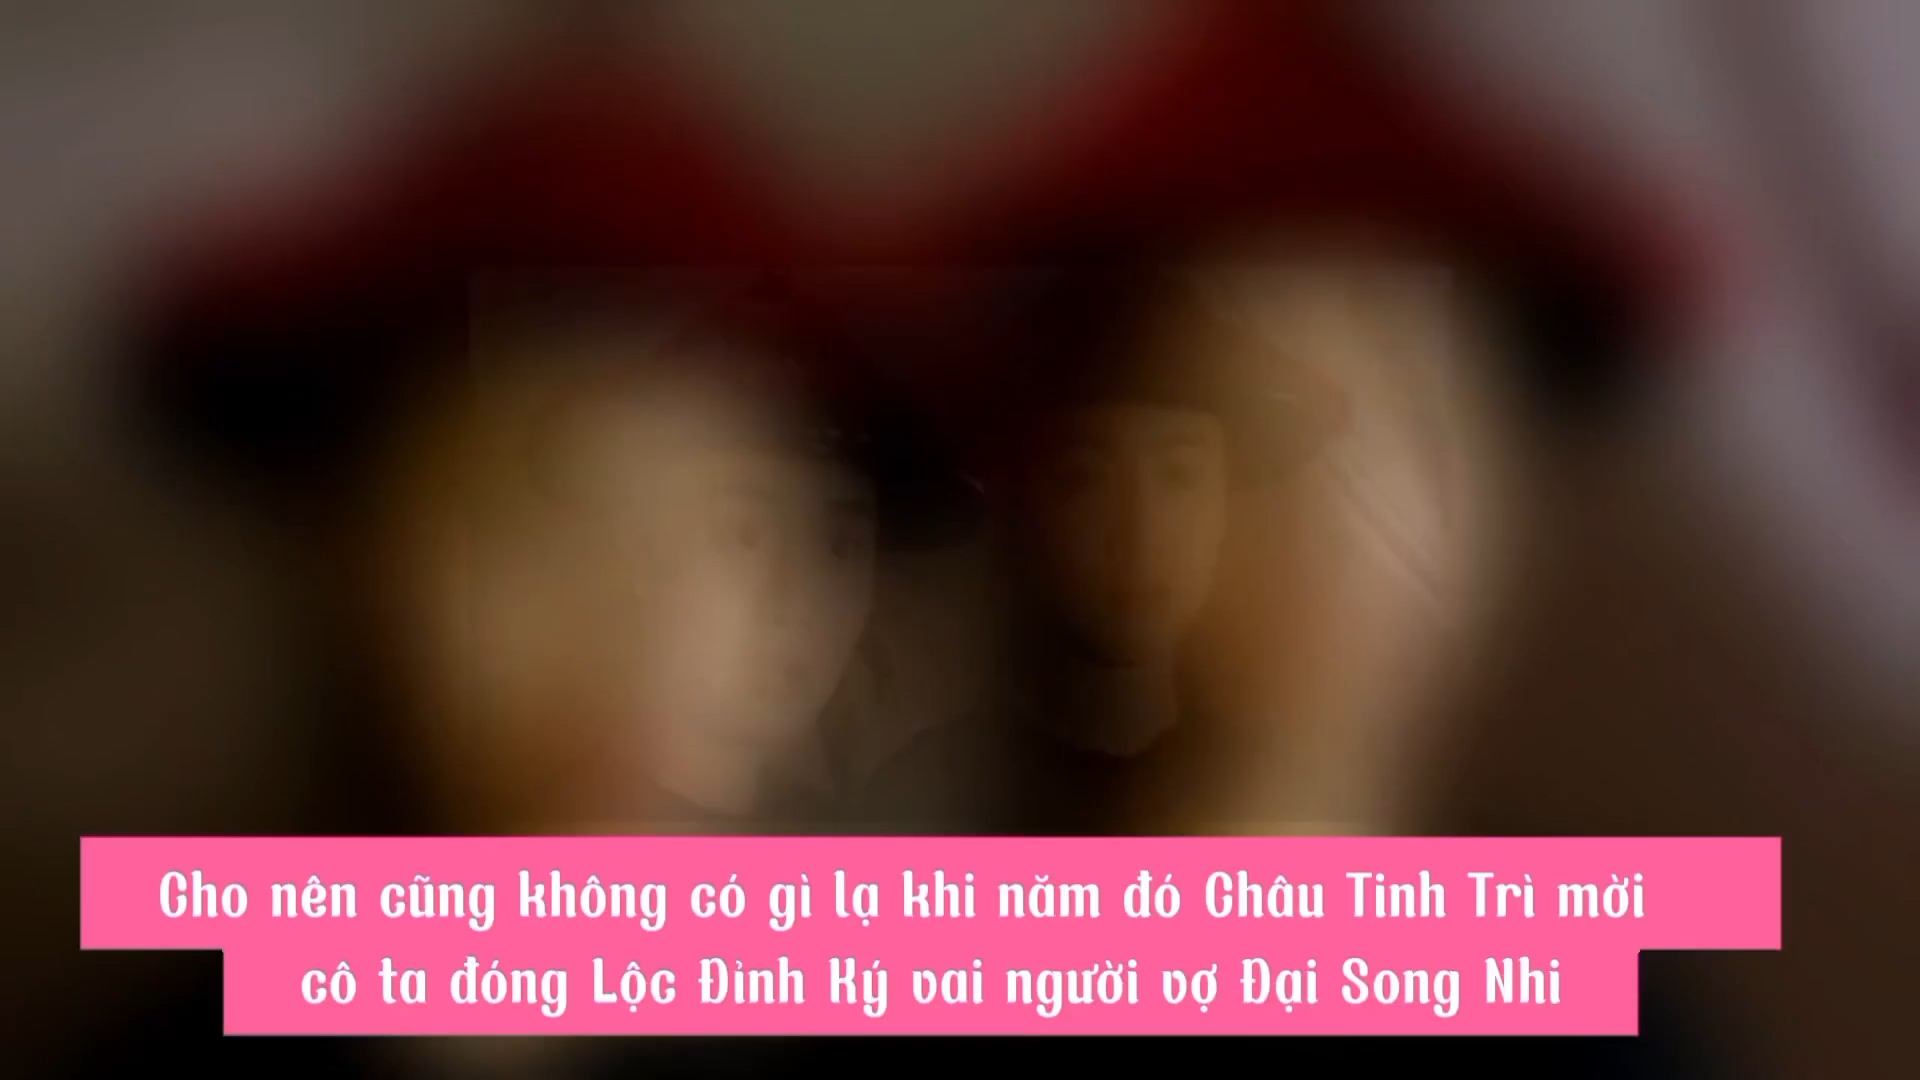 Cho nên cũng không có gì lạ khi năm đó Châu Tinh Trì mời
cô ta đóng Lộc Đỉnh Ký vai người vợ Đại Song Nhi